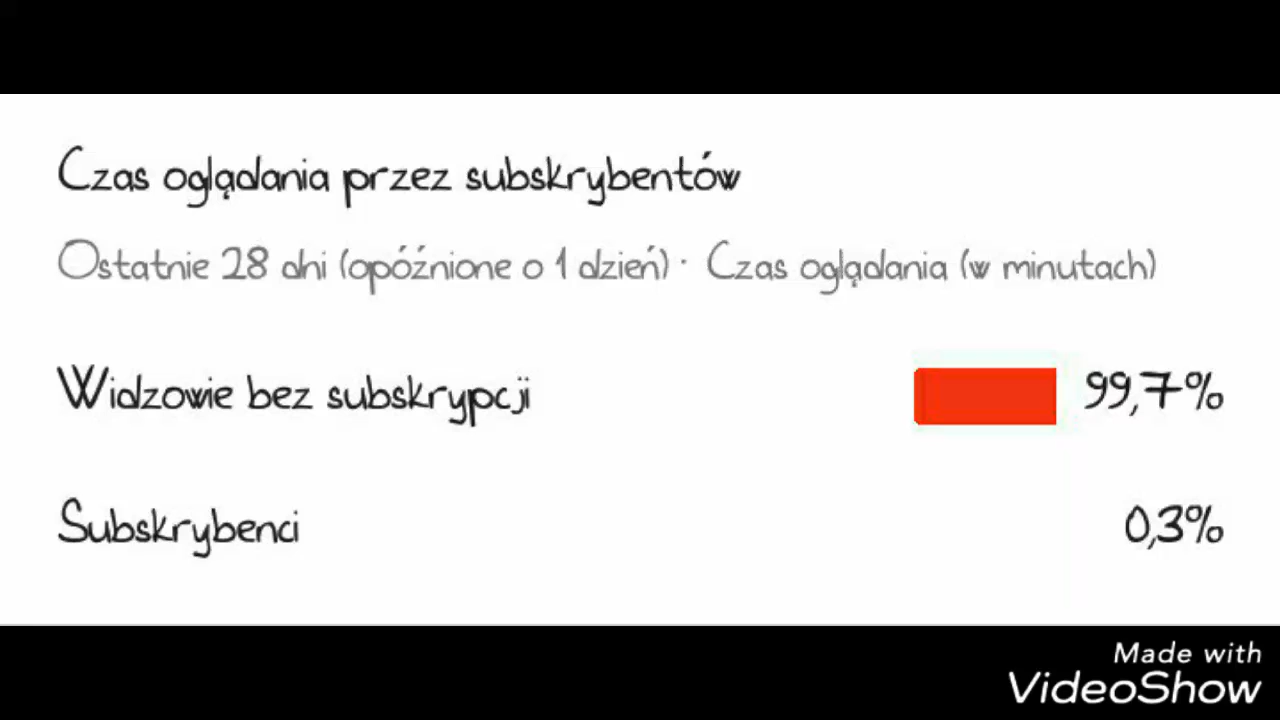 Czas oglądania przez subskrybentów
Ostatnie 28 dni (opóźnione o 1 dzień) · Czas oglądania (w minutach)
Widzowie bez subskrypcji 99,7%
Subskrybenci 0,3%
Made with
VideoShow